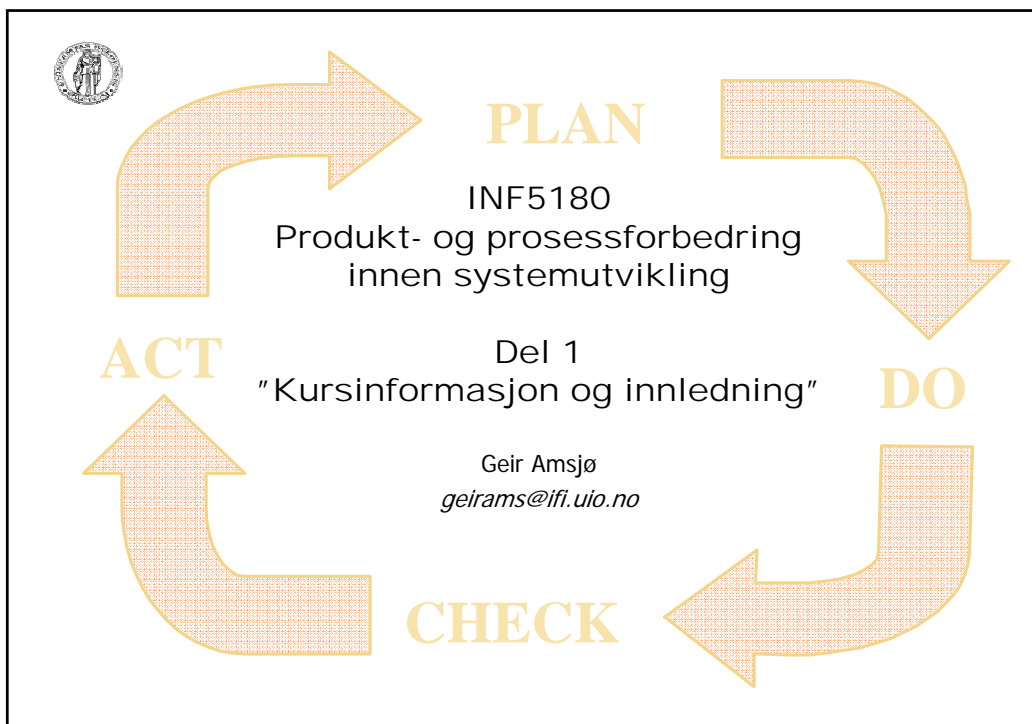 PLAN
INF5180
Produkt- og prosessforbedring
innen systemutvikling
ACT
Del 1
"Kursinformasjon og innledning"
DO
Geir Amsjø
geirams@ifi.uio.no
CHECK